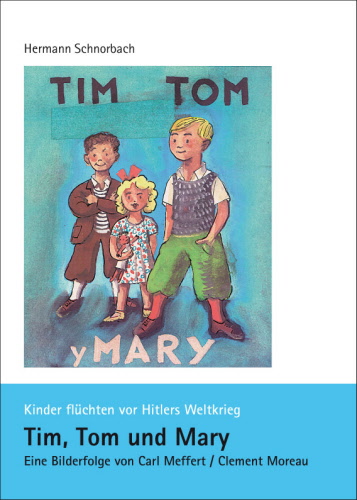 Hermann Schnorbach
TIM TOM
y MARY
Kinder flüchten vor Hitlers Weltkrieg
Tim, Tom und Mary
Eine Bilderfolge von Carl Meffert / Clement Moreau